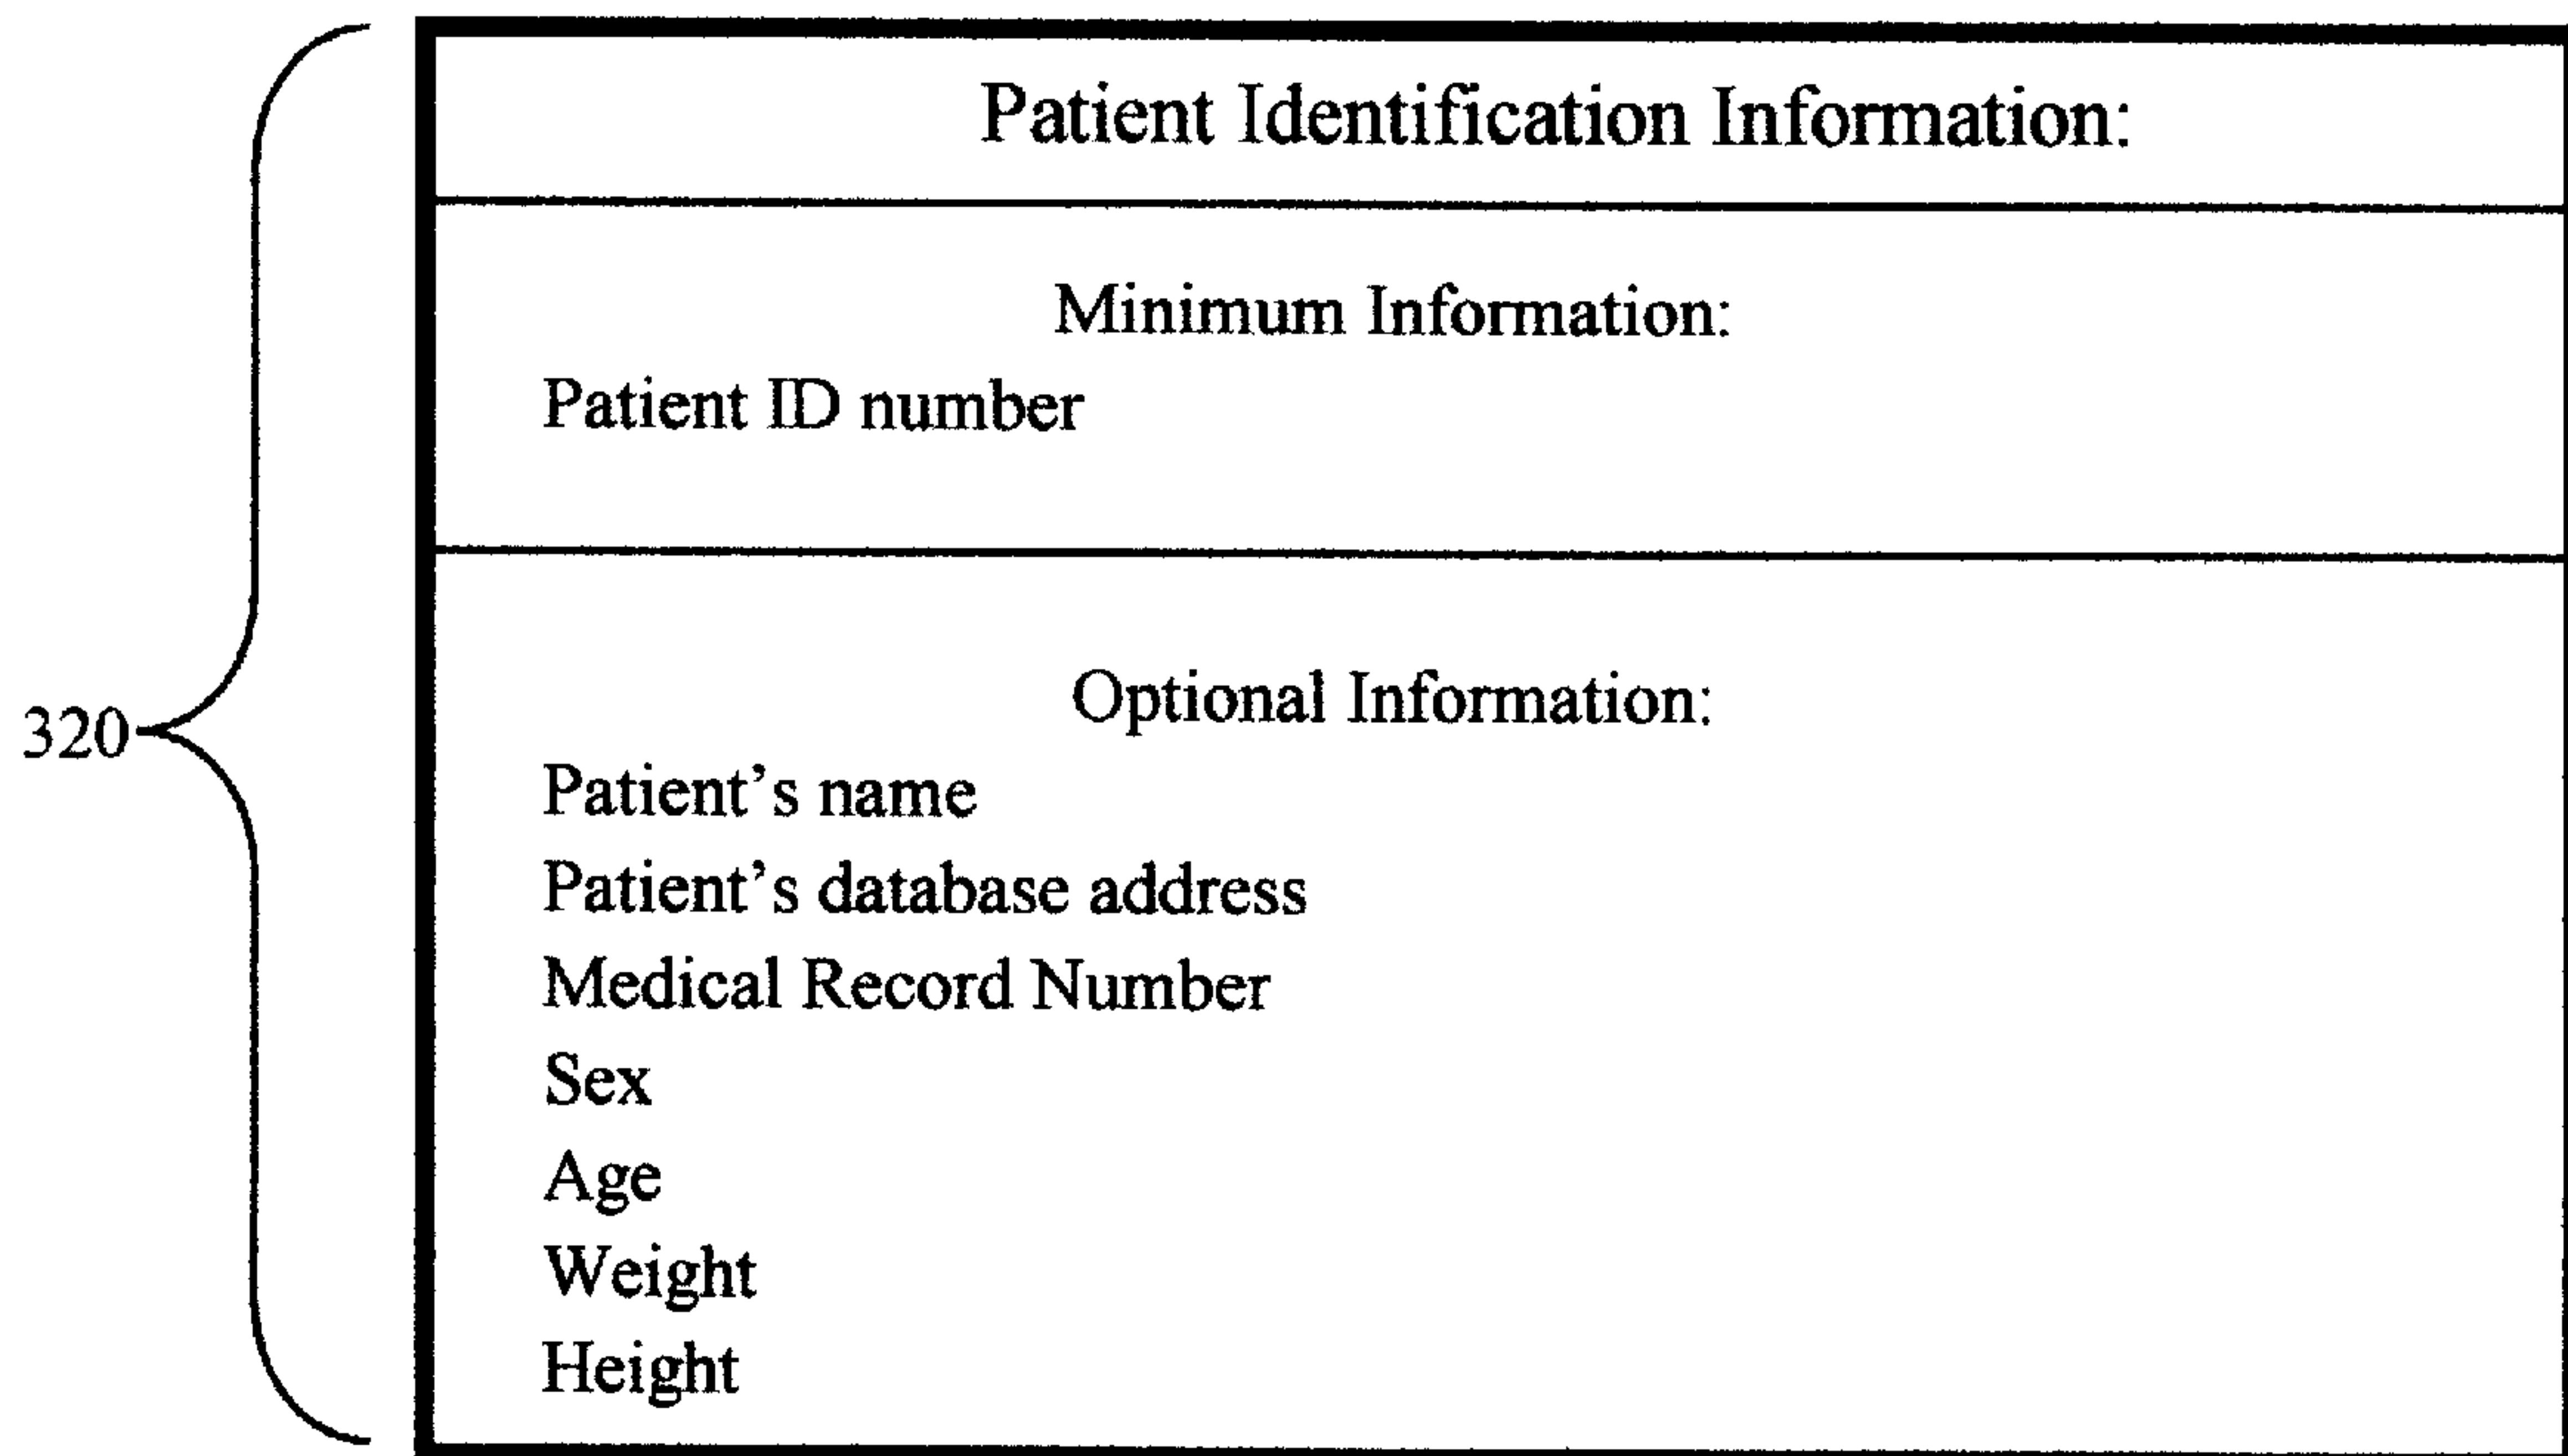 Patient Identification Information:
Minimum Information:
Patient ID number
Optional Information:
320
Patient's name
Patient's database address
Medical Record Number
Sex
Age
Weight
Height